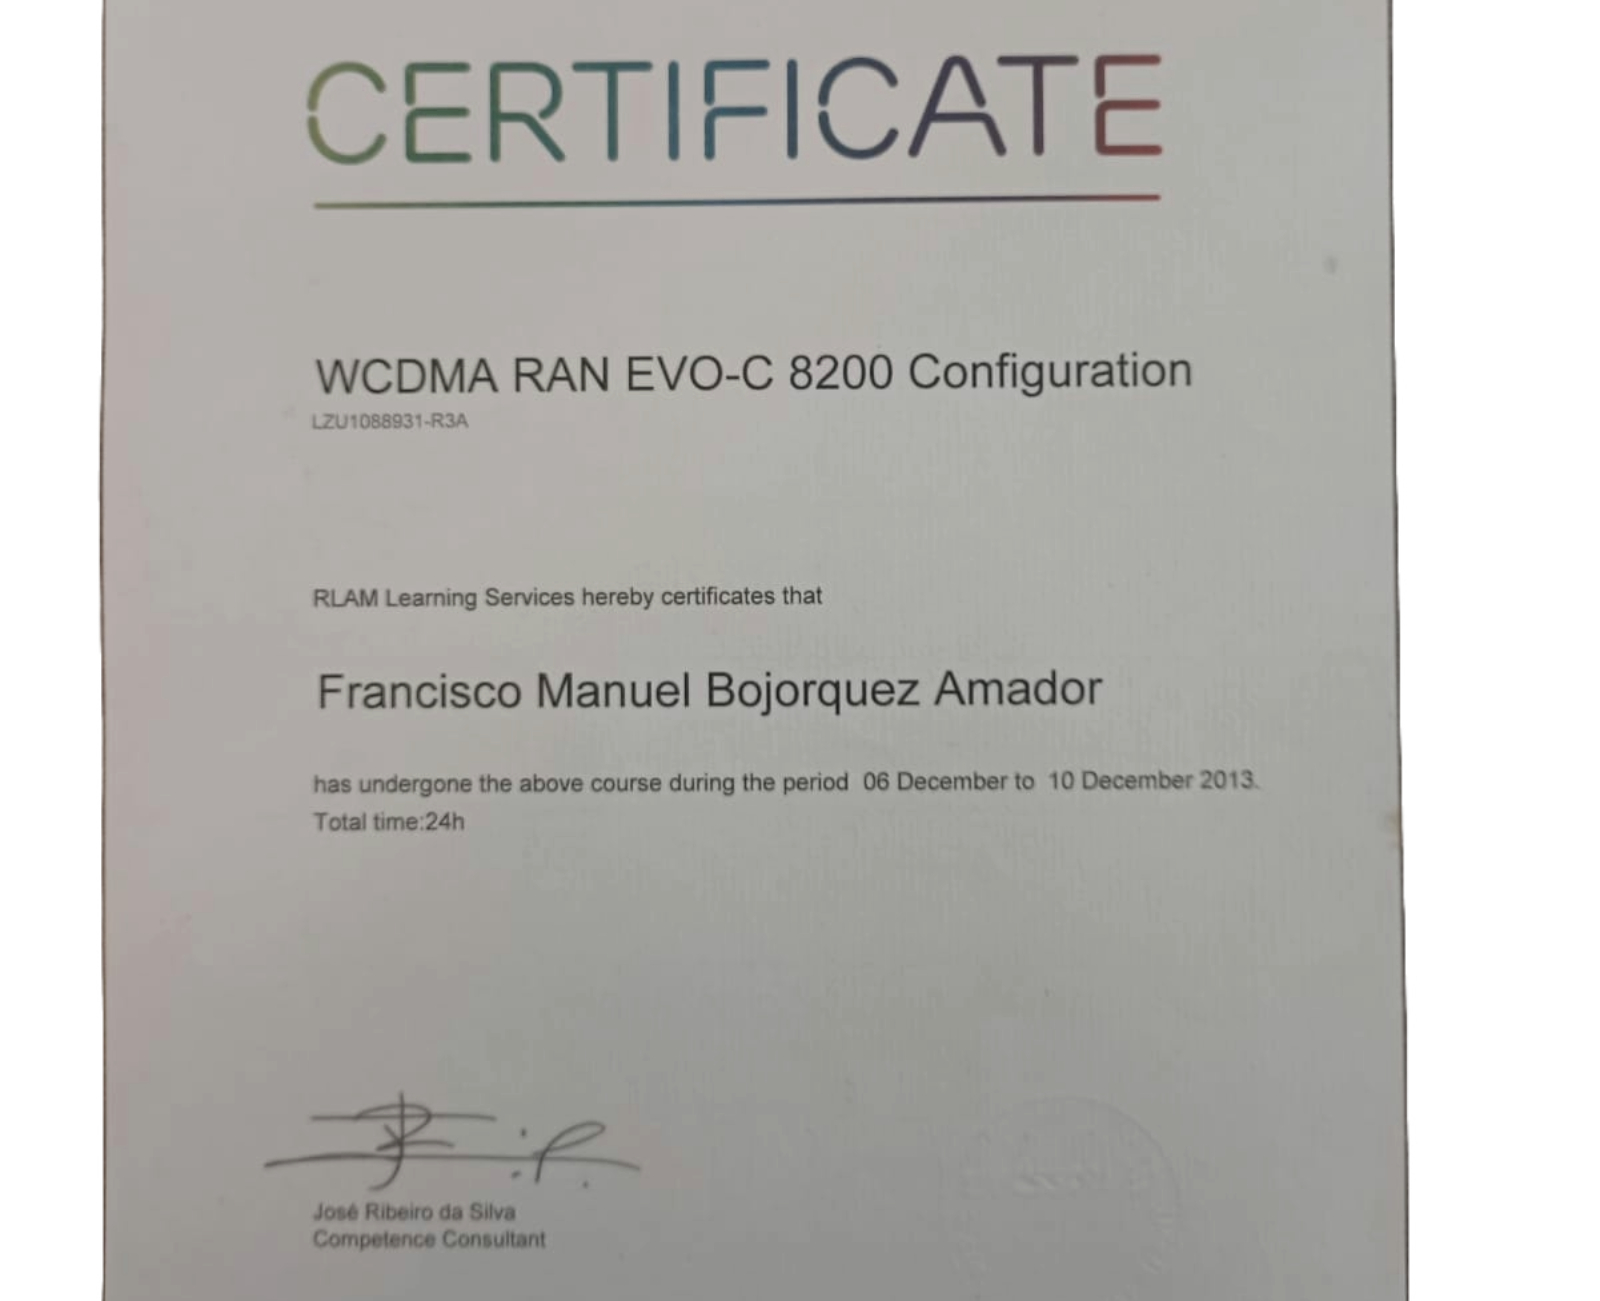 CERTIFICATE
WCDMA RAN EVO-C 8200 Configuration
LZU1088931-R3A
RLAM Learning Services hereby certificates that
Francisco Manuel Bojorquez Amador
has undergone the above course during the period 06 December to 10 December 2013.
Total time:24h
José Ribeiro da Silva
Competence Consultant